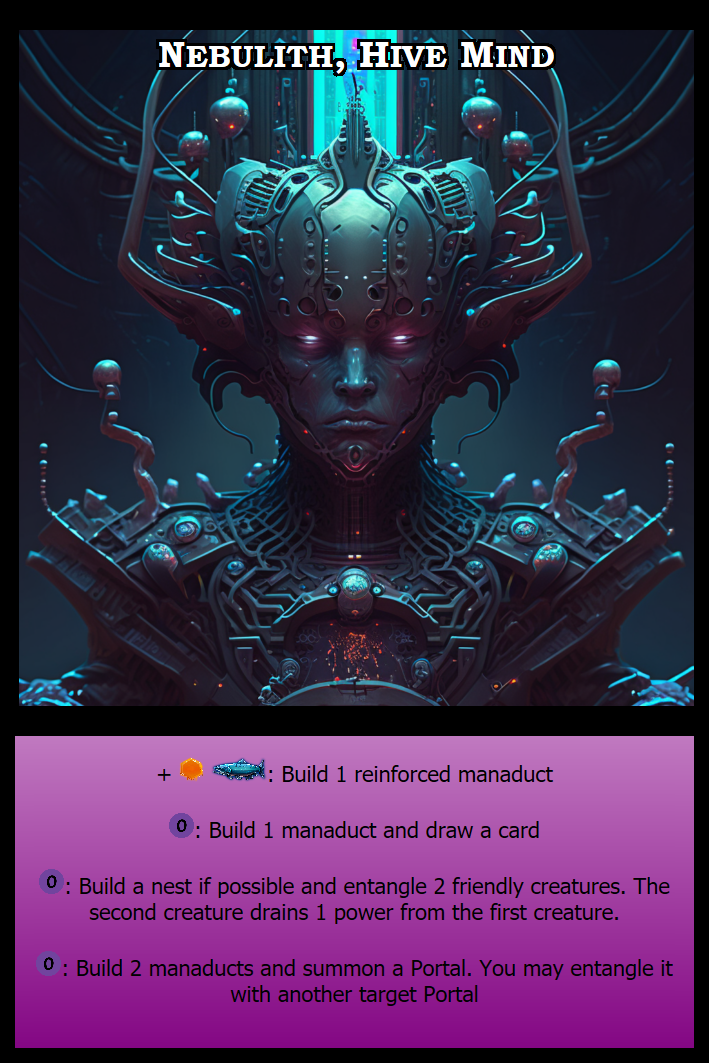 Nebulith, Hive Mind
+ : Build 1 reinforced manaduct
0: Build 1 manaduct and draw a card
0: Build a nest if possible and entangle 2 friendly creatures. The
second creature drains 1 power from the first creature.
0: Build 2 manaducts and summon a Portal. You may entangle it
with another target Portal